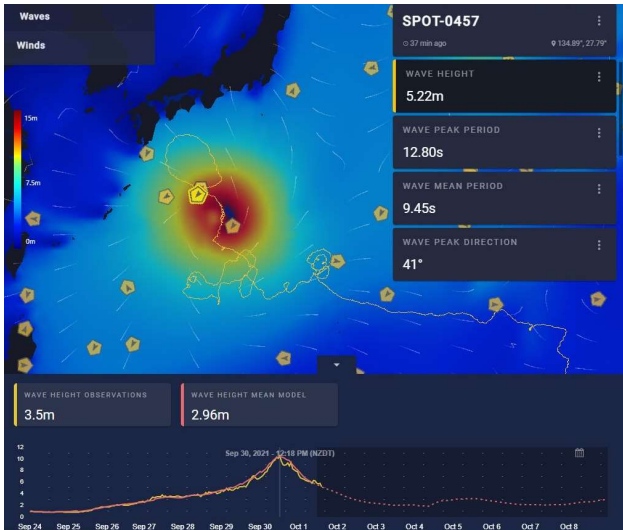 Waves
Winds
SPOT-0457
37 min ago
134.89°, 27.79°
WAVE HEIGHT
5.22m
WAVE PEAK PERIOD
12.80s
WAVE MEAN PERIOD
9.45s
WAVE PEAK DIRECTION
41°
15m
7.5m
0m
WAVE HEIGHT OBSERVATIONS
3.5m
WAVE HEIGHT MEAN MODEL
2.96m
Sep 30, 2021 - 12:18 PM (NZDT)
12
10
8
6
4
2
0
Sep 24 Sep 25 Sep 26 Sep 27 Sep 28 Sep 29 Sep 30 Oct 1 Oct 2 Oct 3 Oct 4 Oct 5 Oct 6 Oct 7 Oct 8